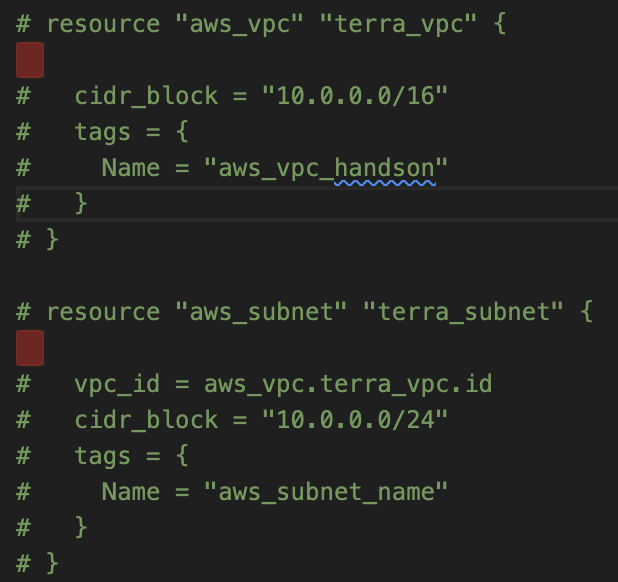 # resource "aws_vpc" "terra_vpc" {
#   cidr_block = "10.0.0.0/16"
#   tags = {
#     Name = "aws_vpc_handson"
#   }
# }
# resource "aws_subnet" "terra_subnet" {
#   vpc_id = aws_vpc.terra_vpc.id
#   cidr_block = "10.0.0.0/24"
#   tags = {
#     Name = "aws_subnet_name"
#   }
# }